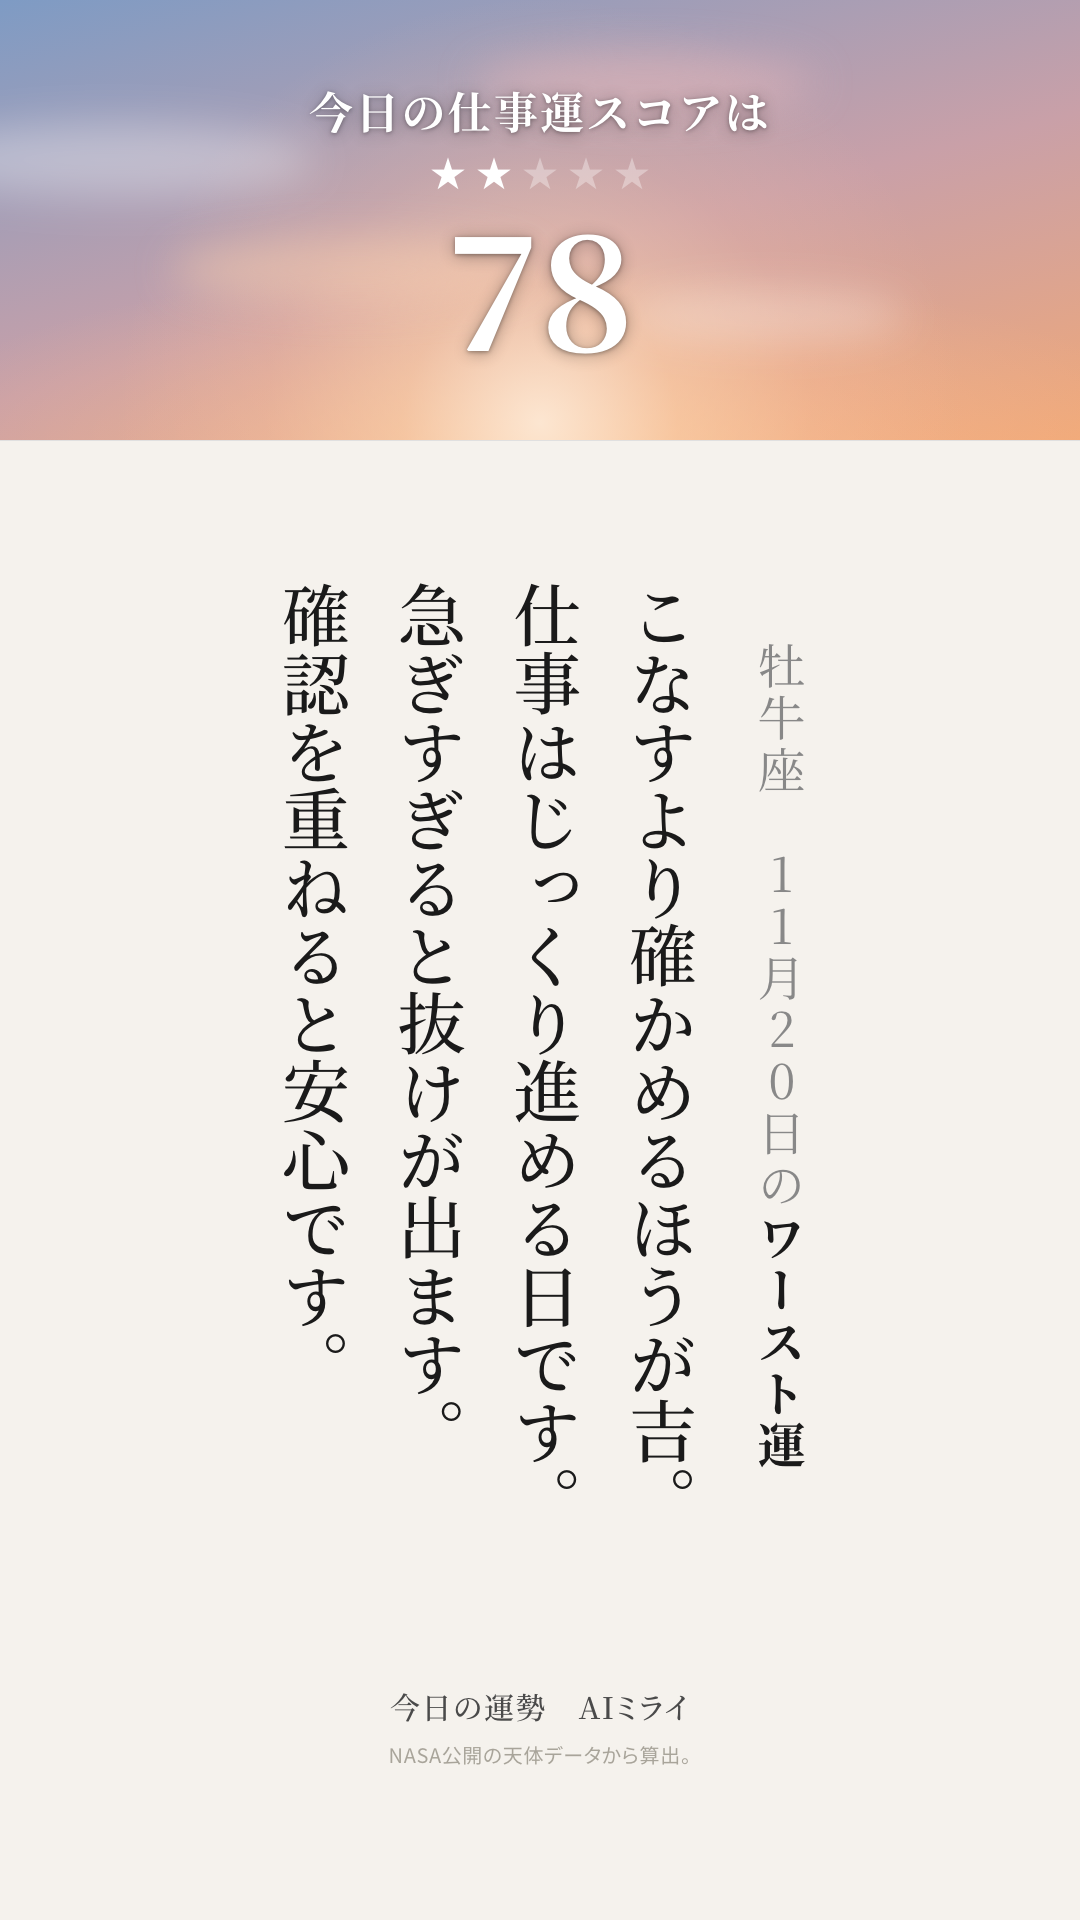 今日の仕事運スコアは
★★★★★
78
牡牛座　11月20日のワースト運
こなすより確かめるほうが吉。
仕事はじっくり進める日です。
急ぎすぎると抜けが出ます。
確認を重ねると安心です。
今日の運勢　AIミライ
NASA公開の天体データから算出。